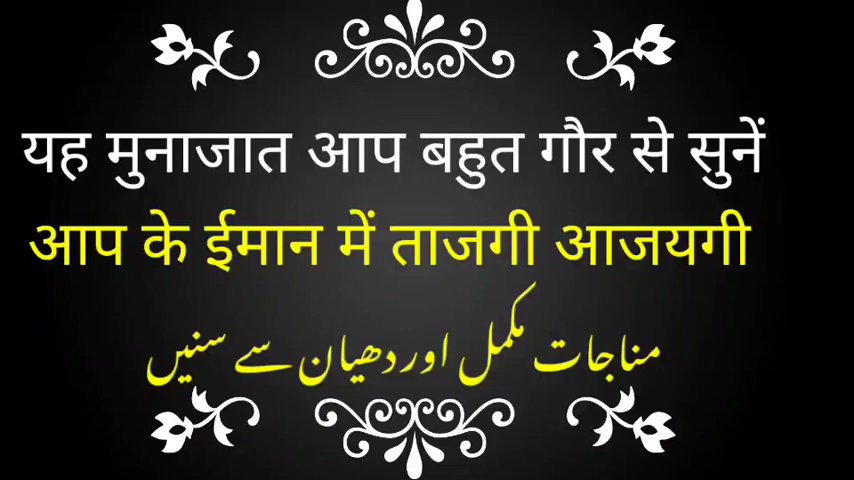 यह मुनाजात आप बहुत गौर से सुनें
आप के ईमान में ताजगी आजयगी
مناجات مکمل اور دھیان سے سنیں